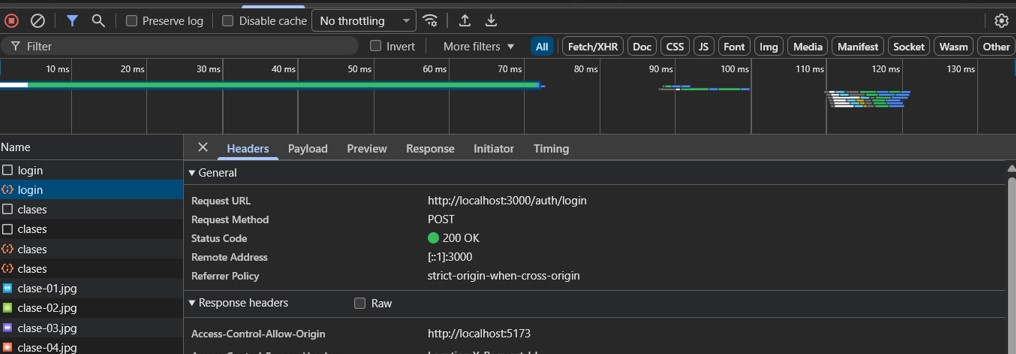 Preserve log Disable cache No throttling
Filter Invert More filters All Fetch/XHR Doc CSS JS Font Img Media Manifest Socket Wasm Other
10 ms 20 ms 30 ms 40 ms 50 ms 60 ms 70 ms 80 ms 90 ms 100 ms 110 ms 120 ms 130 ms
Name Headers Payload Preview Response Initiator Timing
login General
login Request URL http://localhost:3000/auth/login
clases Request Method POST
clases Status Code 200 OK
clases Remote Address [::1]:3000
clases Referrer Policy strict-origin-when-cross-origin
clase-01.jpg
clase-02.jpg Response headers Raw
clase-03.jpg Access-Control-Allow-Origin http://localhost:5173
clase-04.jpg